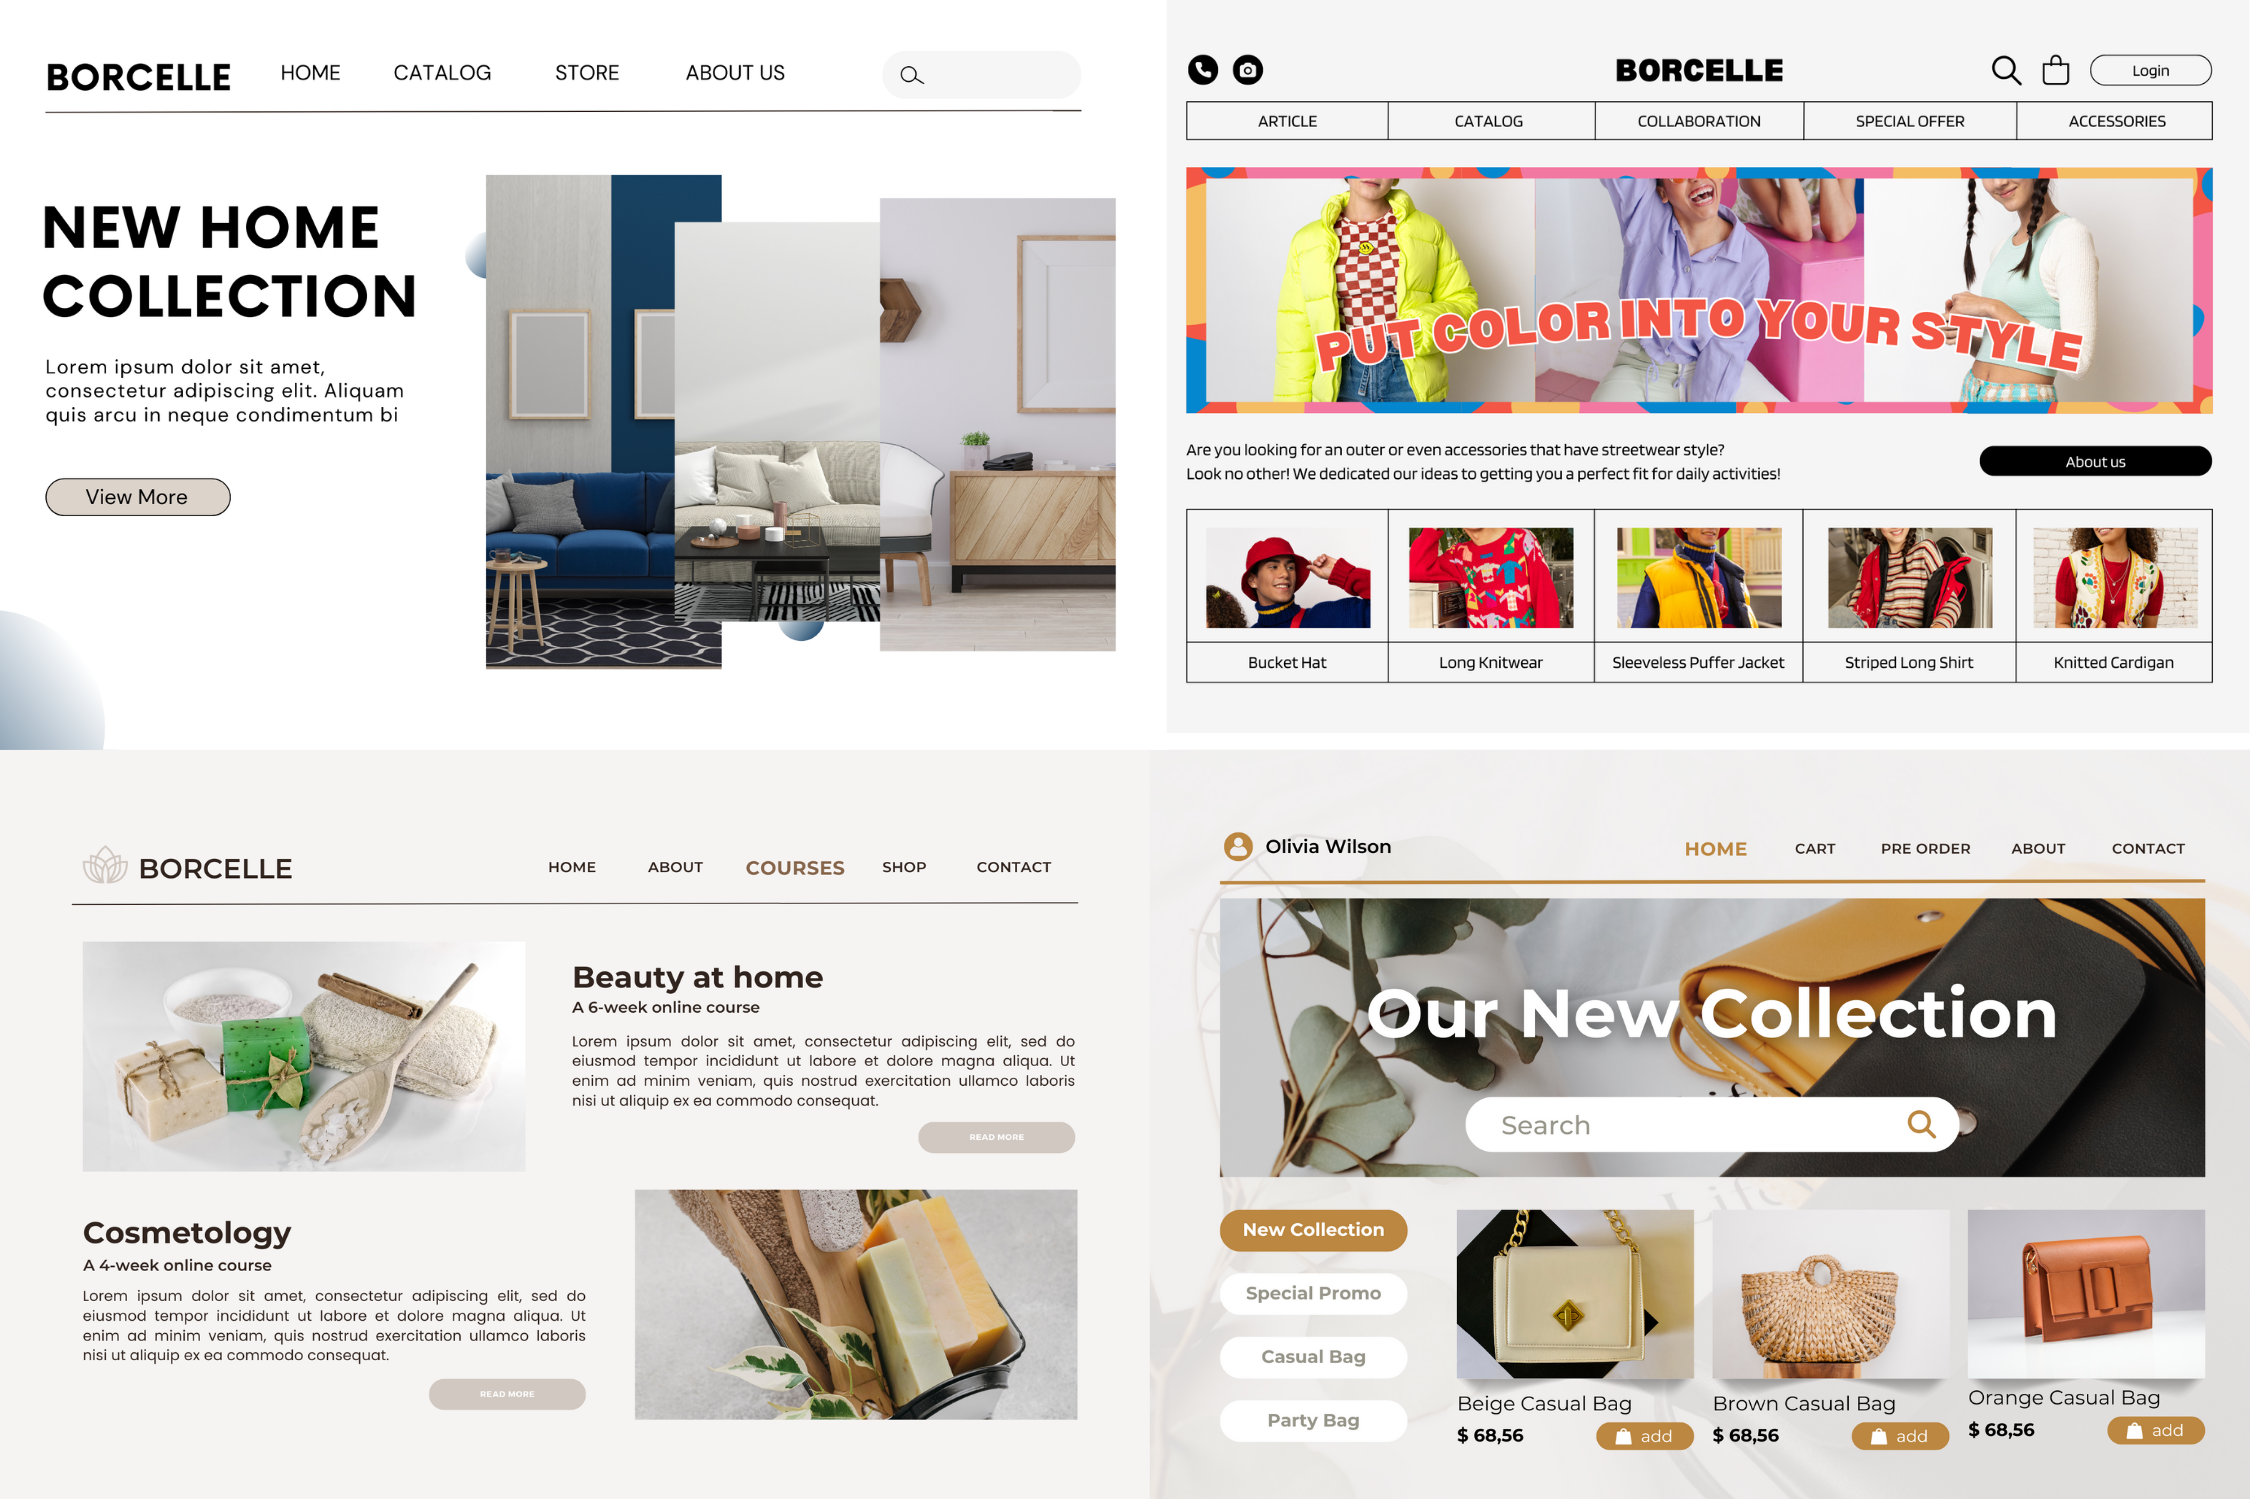 BORCELLE
HOME
CATALOG
STORE
ABOUT US
NEW HOME
COLLECTION
Lorem ipsum dolor sit amet,
consectetur adipiscing elit. Aliquam
quis arcu in neque condimentum bi
View More
BORCELLE
Login
ARTICLE
CATALOG
COLLABORATION
SPECIAL OFFER
ACCESSORIES
PUT COLOR INTO YOUR STYLE
Are you looking for an outer or even accessories that have streetwear style?
Look no other! We dedicated our ideas to getting you a perfect fit for daily activities!
About us
Bucket Hat
Long Knitwear
Sleeveless Puffer Jacket
Striped Long Shirt
Knitted Cardigan
BORCELLE
HOME
ABOUT
COURSES
SHOP
CONTACT
Beauty at home
A 6-week online course
Lorem ipsum dolor sit amet, consectetur adipiscing elit, sed do
eiusmod tempor incididunt ut labore et dolore magna aliqua. Ut
enim ad minim veniam, quis nostrud exercitation ullamco laboris
nisi ut aliquip ex ea commodo consequat.
READ MORE
Cosmetology
A 4-week online course
Lorem ipsum dolor sit amet, consectetur adipiscing elit, sed do
eiusmod tempor incididunt ut labore et dolore magna aliqua. Ut
enim ad minim veniam, quis nostrud exercitation ullamco laboris
nisi ut aliquip ex ea commodo consequat.
READ MORE
Olivia Wilson
HOME
CART
PRE ORDER
ABOUT
CONTACT
Our New Collection
Search
New Collection
Special Promo
Casual Bag
Party Bag
Beige Casual Bag
$ 68,56
add
Brown Casual Bag
$ 68,56
add
Orange Casual Bag
$ 68,56
add